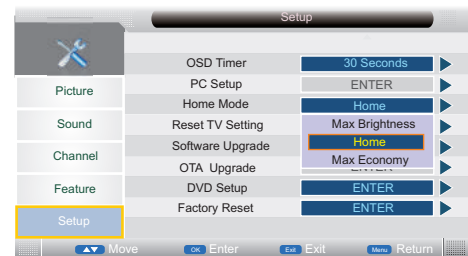 Setup
OSD Timer 30 Seconds
PC Setup ENTER
Home Mode Home
Reset TV Setting Max Brightness
Software Upgrade Home
OTA Upgrade Max Economy
DVD Setup ENTER
Factory Reset ENTER
Picture
Sound
Channel
Feature
Setup
Move OK Enter Exit Exit Menu Return